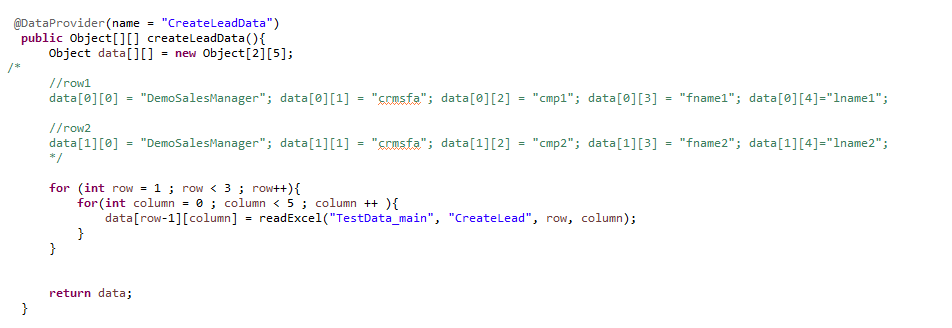 @DataProvider(name = "CreateLeadData")
public Object[][] createLeadData(){
Object data[][] = new Object[2][5];
/*
//row1
data[0][0] = "DemoSalesManager"; data[0][1] = "crmsfa"; data[0][2] = "cmp1"; data[0][3] = "fname1"; data[0][4]="lname1";
//row2
data[1][0] = "DemoSalesManager"; data[1][1] = "crmsfa"; data[1][2] = "cmp2"; data[1][3] = "fname2"; data[1][4]="lname2";
*/
for (int row = 1 ; row < 3 ; row++){
for(int column = 0 ; column < 5 ; column ++ ){
data[row-1][column] = readExcel("TestData_main", "CreateLead", row, column);
}
}
return data;
}